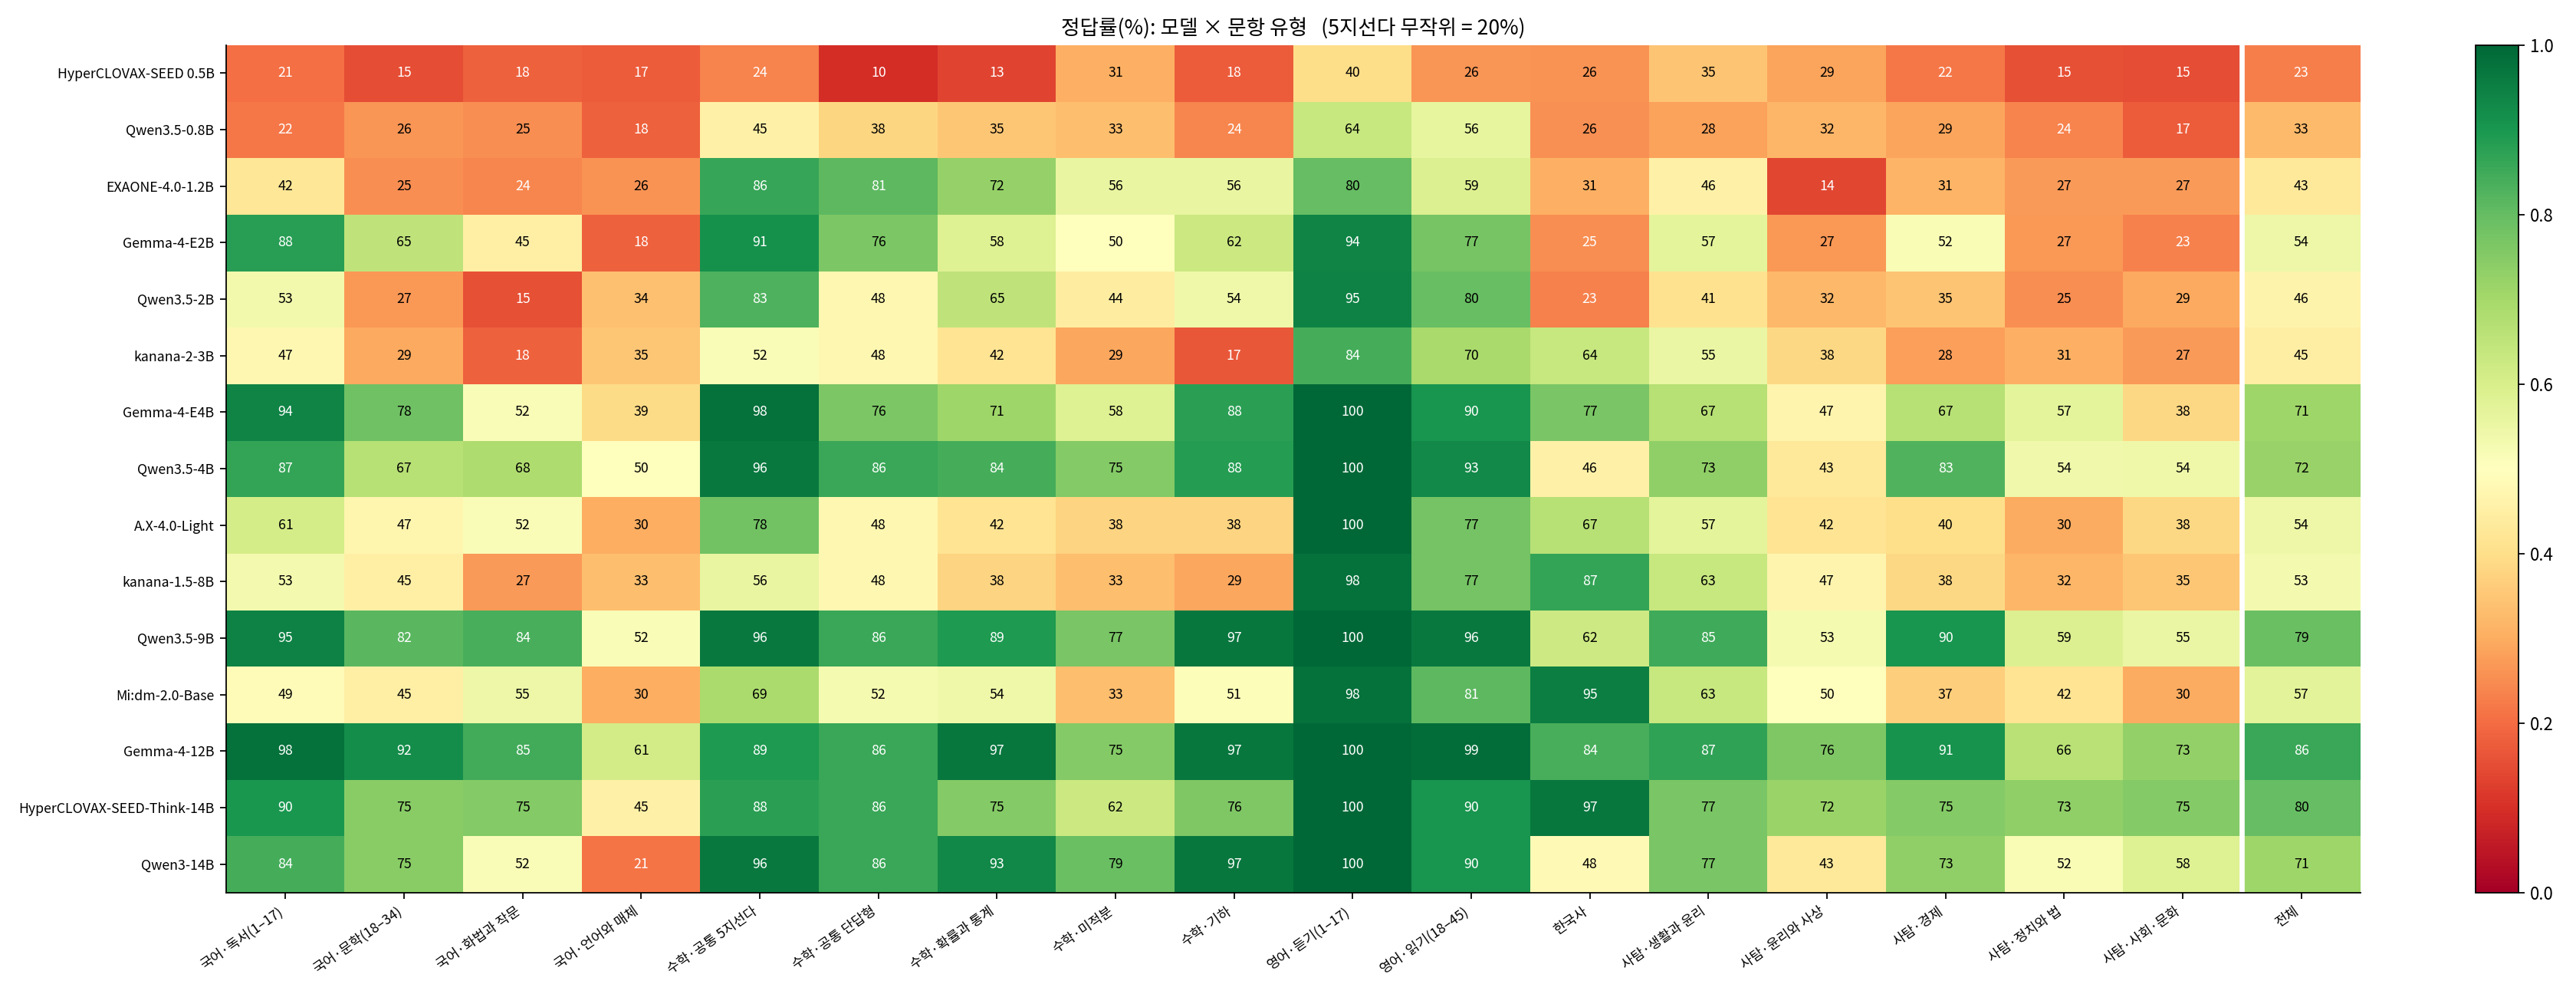 정답률(%): 모델 × 문항 유형 (5지선다 무작위 = 20%)
HyperCLOVAX-SEED 0.5B 21 15 18 17 24 10 13 31 18 40 26 26 35 29 22 15 15 23
Qwen3.5-0.8B 22 26 25 18 45 38 35 33 24 64 56 26 28 32 29 24 17 33
EXAONE-4.0-1.2B 42 25 24 26 86 81 72 56 56 80 59 31 46 14 31 27 27 43
Gemma-4-E2B 88 65 45 18 91 76 58 50 62 94 77 25 57 27 52 27 23 54
Qwen3.5-2B 53 27 15 34 83 48 65 44 54 95 80 23 41 32 35 25 29 46
kanana-2-3B 47 29 18 35 52 48 42 29 17 84 70 64 55 38 28 31 27 45
Gemma-4-E4B 94 78 52 39 98 76 71 58 88 100 90 77 67 47 67 57 38 71
Qwen3.5-4B 87 67 68 50 96 86 84 75 88 100 93 46 73 43 83 54 54 72
A.X-4.0-Light 61 47 52 30 78 48 42 38 38 100 77 67 57 42 40 30 38 54
kanana-1.5-8B 53 45 27 33 56 48 38 33 29 98 77 87 63 47 38 32 35 53
Qwen3.5-9B 95 82 84 52 96 86 89 77 97 100 96 62 85 53 90 59 55 79
Mi:dm-2.0-Base 49 45 55 30 69 52 54 33 51 98 81 95 63 50 37 42 30 57
Gemma-4-12B 98 92 85 61 89 86 97 75 97 100 99 84 87 76 91 66 73 86
HyperCLOVAX-SEED-Think-14B 90 75 75 45 88 86 75 62 76 100 90 97 77 72 75 73 75 80
Qwen3-14B 84 75 52 21 96 86 93 79 97 100 90 48 77 43 73 52 58 71
국어·독서(1–17)
국어·문학(18–34)
국어·화법과 작문
국어·언어와 매체
수학·공통 5지선다
수학·공통 단답형
수학·확률과 통계
수학·미적분
수학·기하
영어·듣기(1–17)
영어·읽기(18–45)
한국사
사탐·생활과 윤리
사탐·윤리와 사상
사탐·경제
사탐·정치와 법
사탐·사회·문화
전체
1.0
0.8
0.6
0.4
0.2
0.0